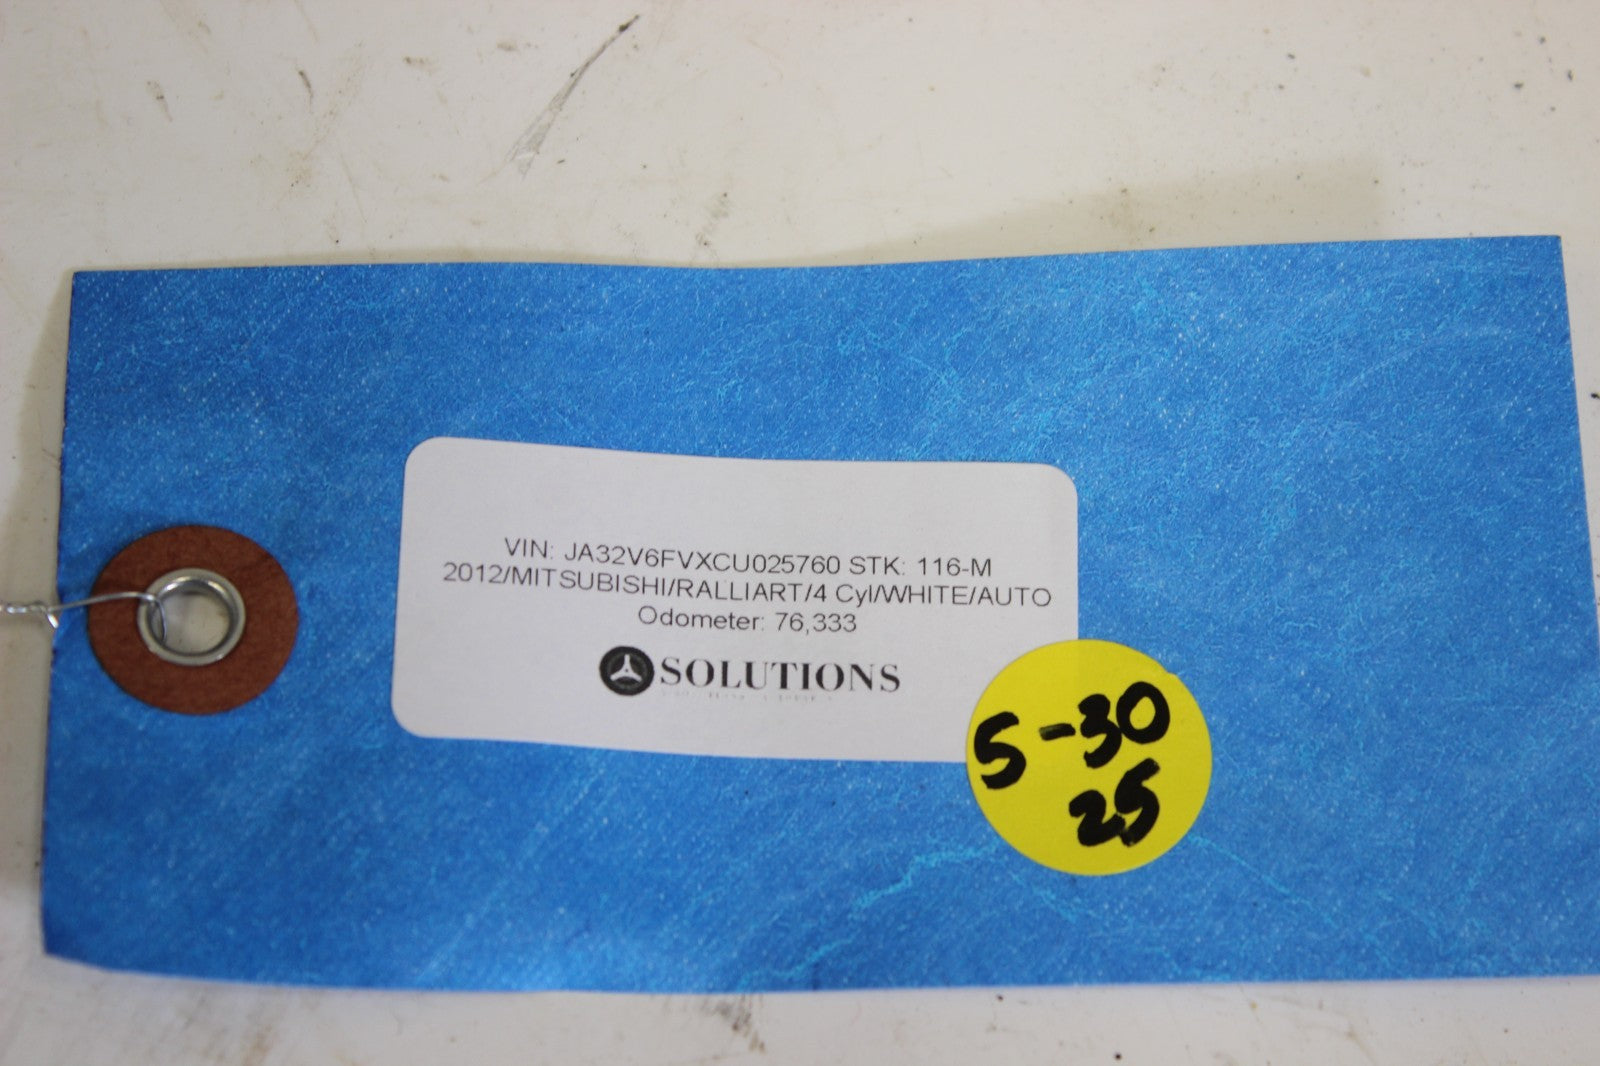 VIN: JA32V6FVXCU025760 STK: 116-M
2012/MITSUBISHI/RALLIART/4 Cyl/WHITE/AUTO
Odometer: 76,333
SOLUTIONS
5-30
25